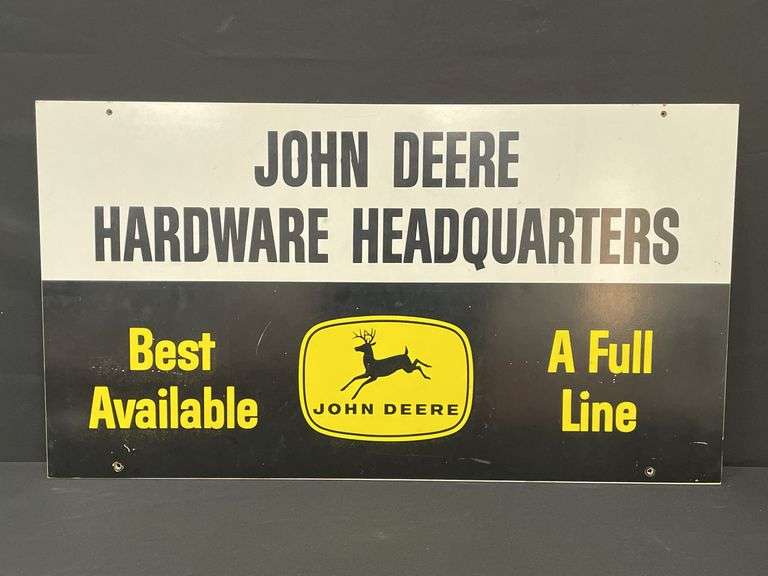 JOHN DEERE
HARDWARE HEADQUARTERS
Best
Available
JOHN DEERE
A Full
Line